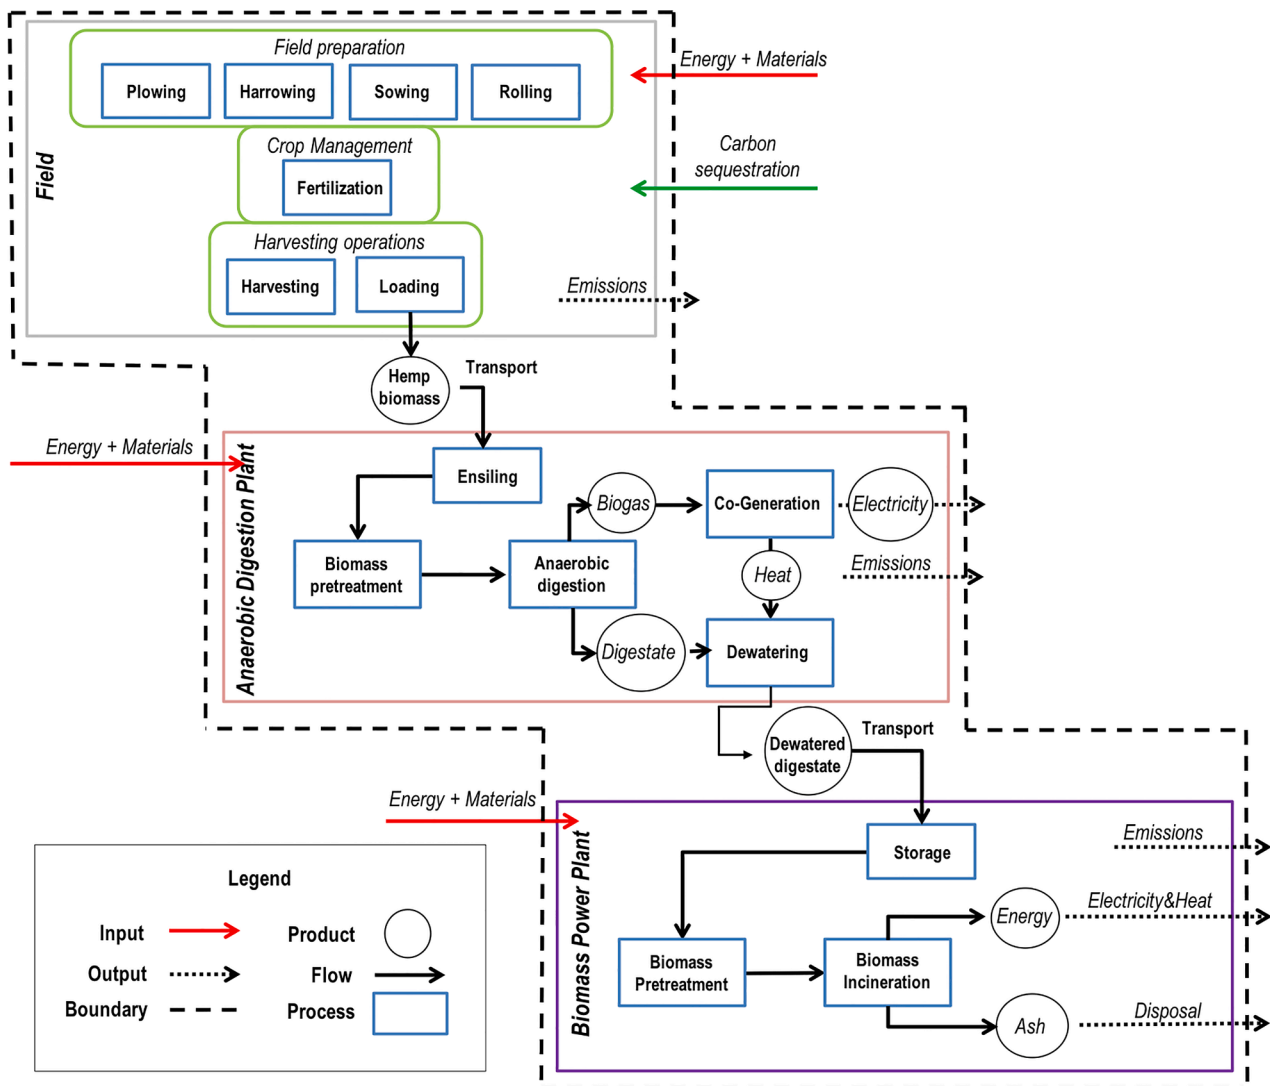 Field preparation
Plowing
Harrowing
Sowing
Rolling
Energy + Materials
Crop Management
Fertilization
Carbon
sequestration
Field
Harvesting operations
Harvesting
Loading
Emissions
Hemp
biomass
Transport
Energy + Materials
Anaerobic Digestion Plant
Ensiling
Biogas
Co-Generation
Electricity
Biomass
pretreatment
Anaerobic
digestion
Heat
Emissions
Digestate
Dewatering
Dewatered
digestate
Transport
Energy + Materials
Biomass Power Plant
Storage
Emissions
Biomass
Pretreatment
Biomass
Incineration
Energy
Electricity&Heat
Ash
Disposal
Legend
Input
Product
Output
Flow
Boundary
Process